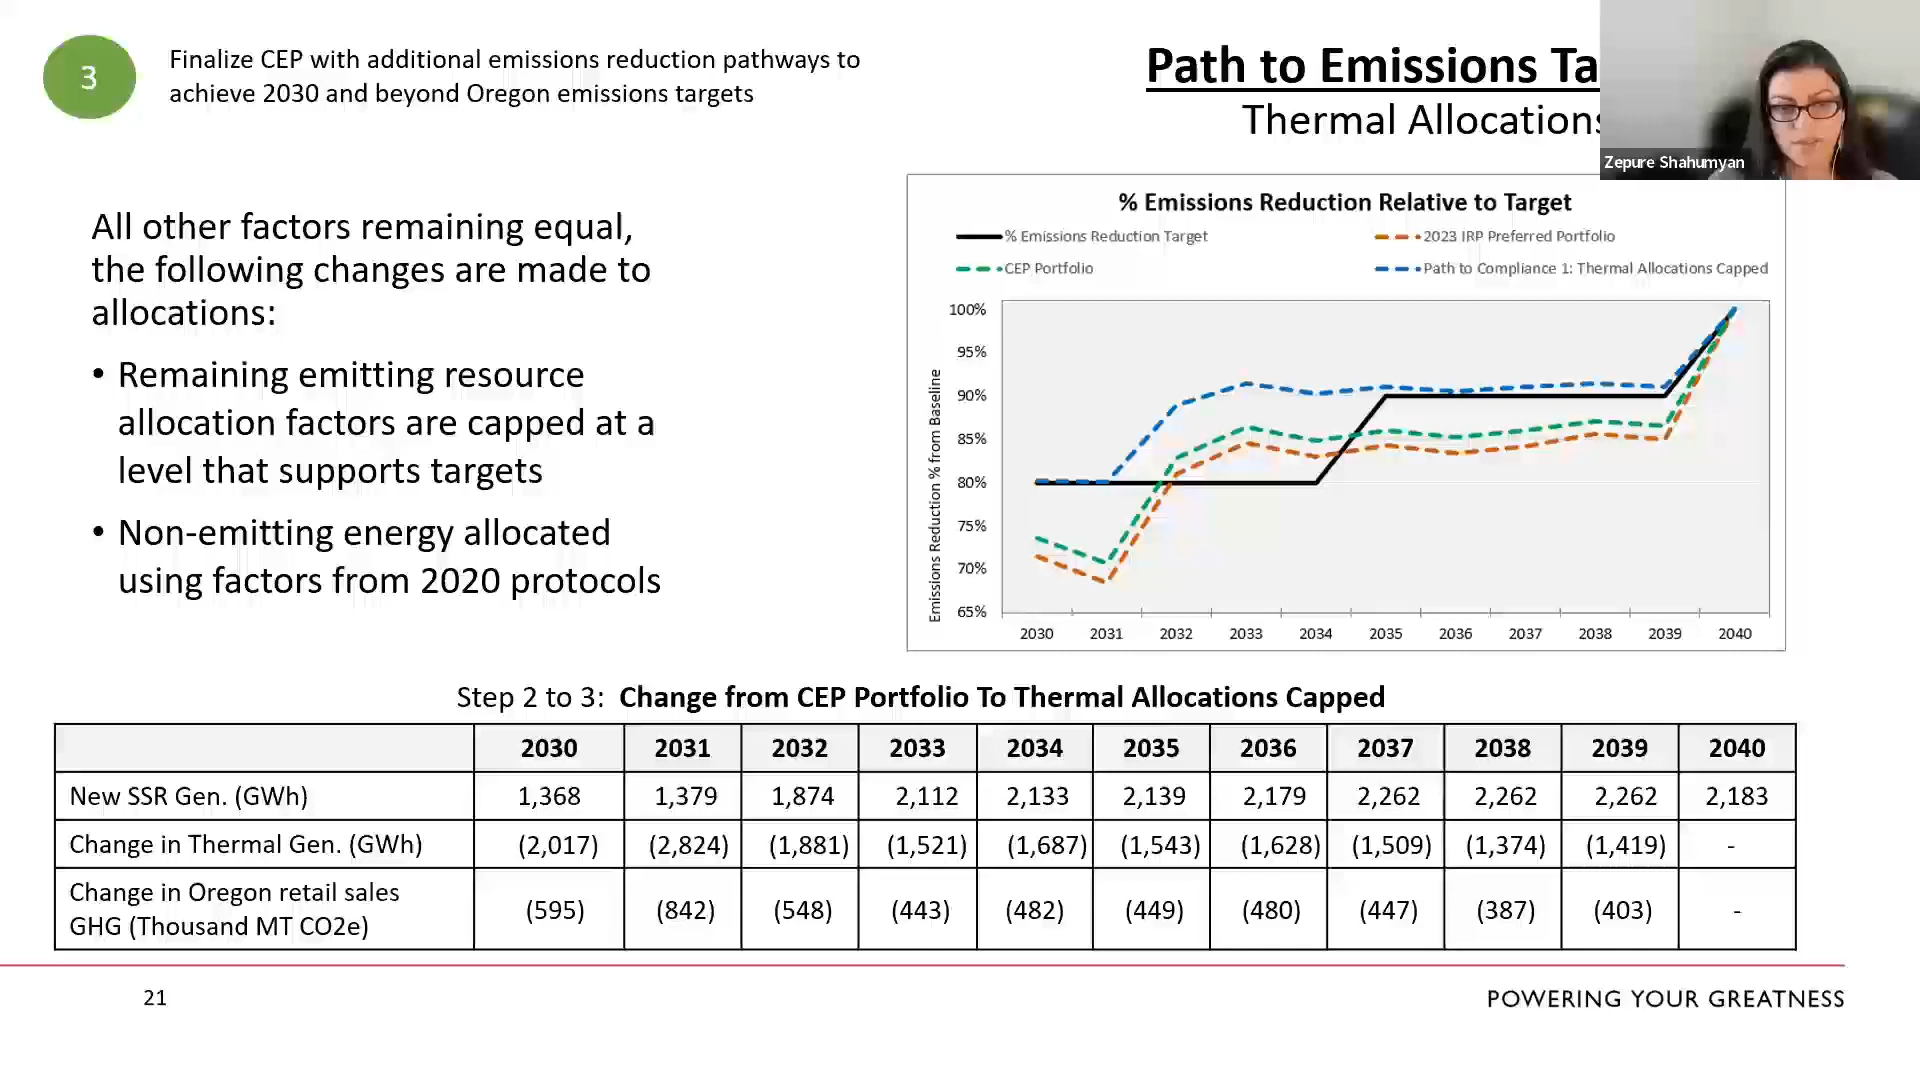 3
Finalize CEP with additional emissions reduction pathways to
achieve 2030 and beyond Oregon emissions targets
Path to Emissions
Thermal Allocations
Zepure Shahumyan
All other factors remaining equal,
the following changes are made to
allocations:
• Remaining emitting resource
allocation factors are capped at a
level that supports targets
• Non-emitting energy allocated
using factors from 2020 protocols
% Emissions Reduction Relative to Target
% Emissions Reduction Target
2023 IRP Preferred Portfolio
CEP Portfolio
Path to Compliance 1: Thermal Allocations Capped
Emissions Reduction % from Baseline
100%
95%
90%
85%
80%
75%
70%
65%
2030 2031 2032 2033 2034 2035 2036 2037 2038 2039 2040
Step 2 to 3: Change from CEP Portfolio To Thermal Allocations Capped
2030 2031 2032 2033 2034 2035 2036 2037 2038 2039 2040
New SSR Gen. (GWh) 1,368 1,379 1,874 2,112 2,133 2,139 2,179 2,262 2,262 2,262 2,183
Change in Thermal Gen. (GWh) (2,017) (2,824) (1,881) (1,521) (1,687) (1,543) (1,628) (1,509) (1,374) (1,419) -
Change in Oregon retail sales
GHG (Thousand MT CO2e) (595) (842) (548) (443) (482) (449) (480) (447) (387) (403) -
21
POWERING YOUR GREATNESS